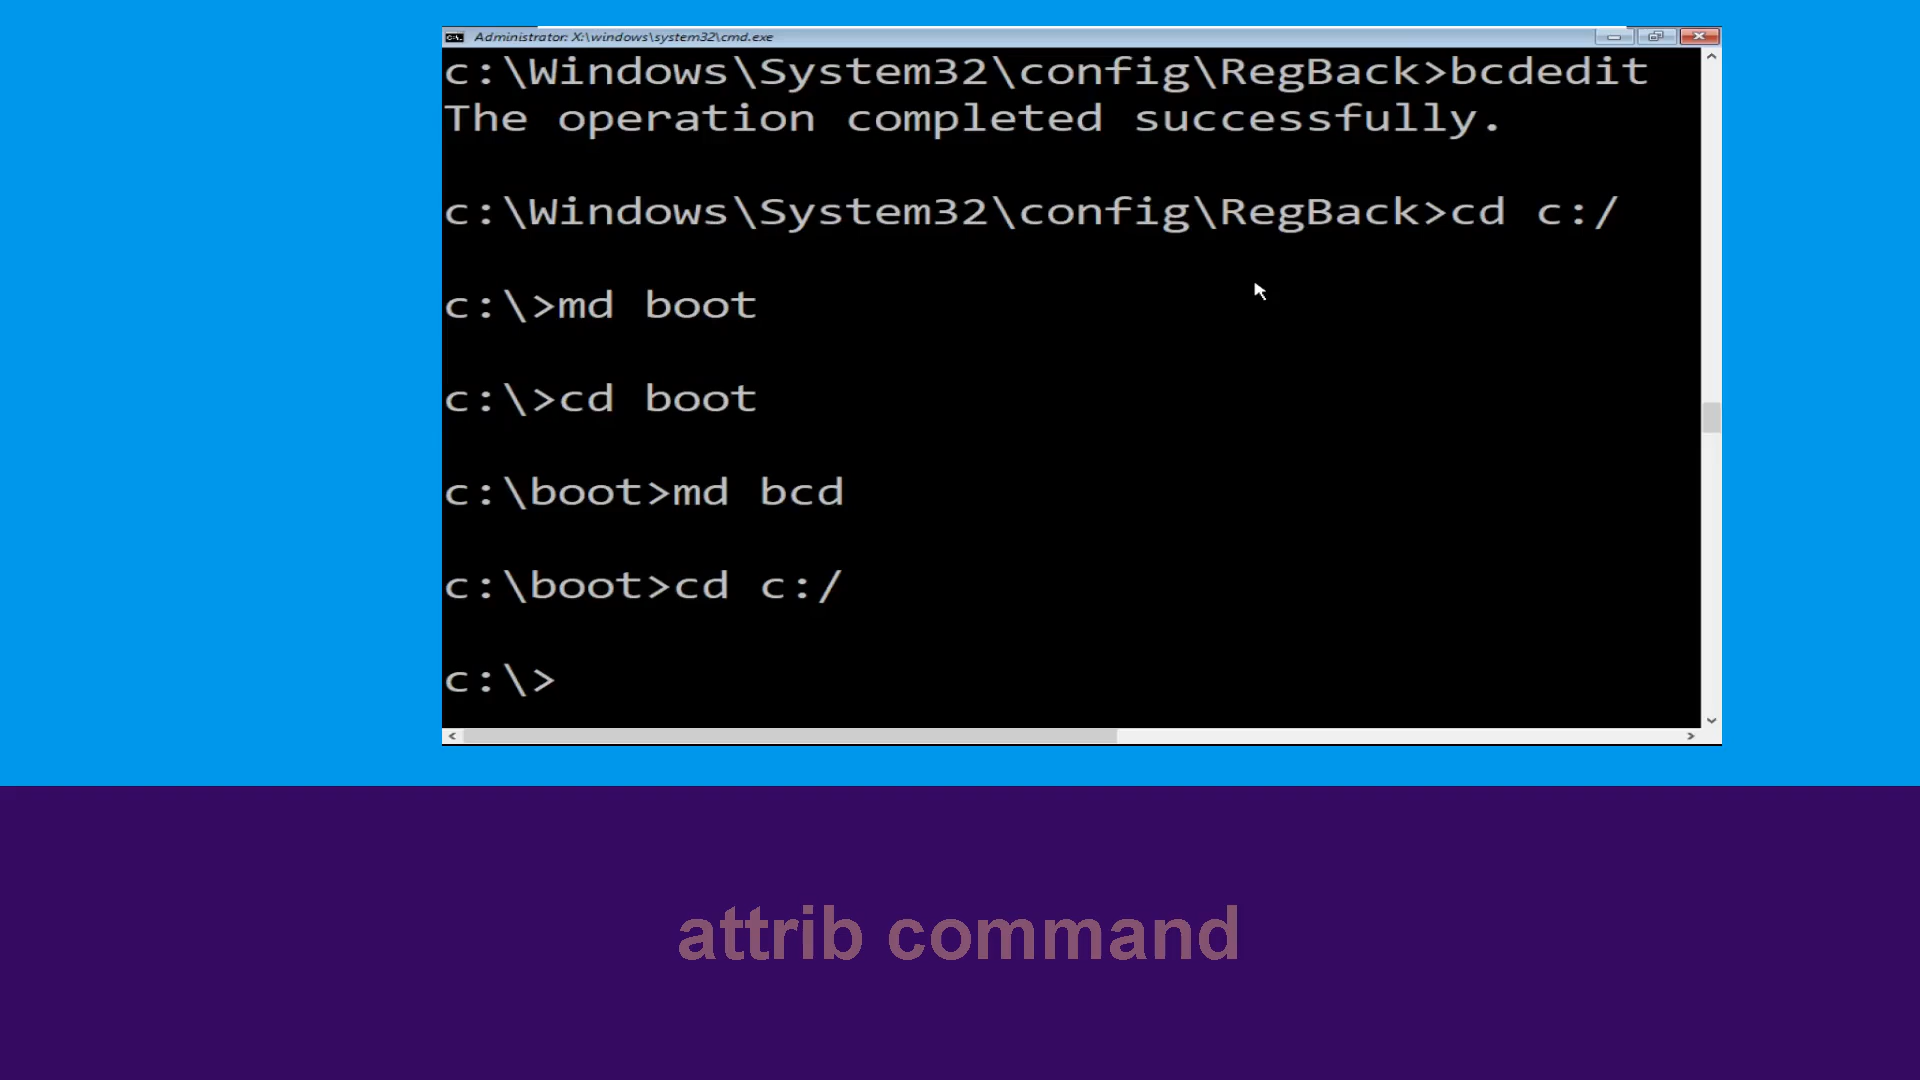 Administrator: X:\windows\system32\cmd.exe
c:\Windows\System32\config\RegBack>bcdedit
The operation completed successfully.
c:\Windows\System32\config\RegBack>cd c:/
c:\>md boot
c:\>cd boot
c:\boot>md bcd
c:\boot>cd c:/
c:\>
attrib command